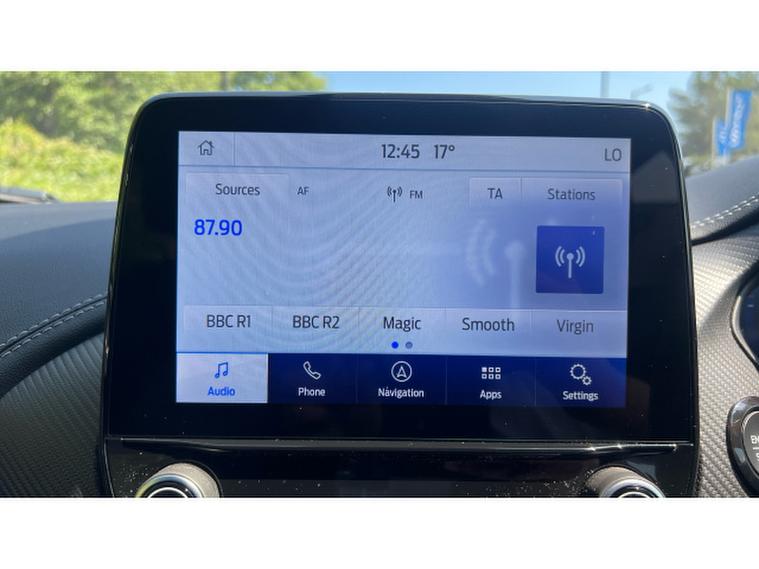 12:45 17° LO
Sources AF FM TA Stations
87.90
BBC R1 BBC R2 Magic Smooth Virgin
Audio Phone Navigation Apps Settings